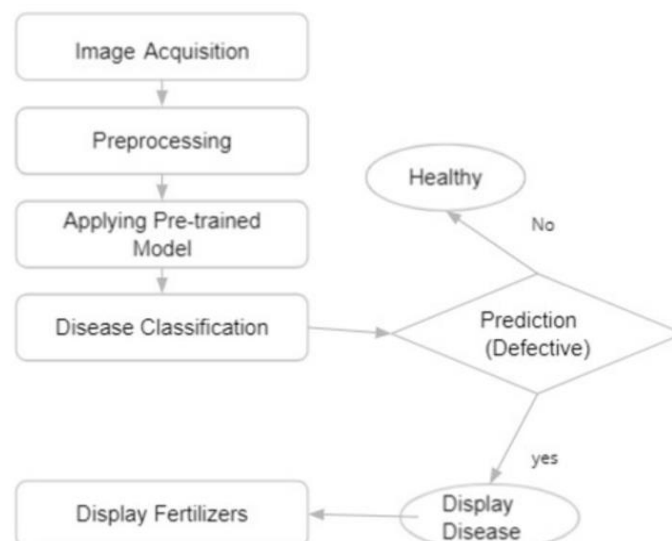 Image Acquisition
Preprocessing
Healthy
No
Applying Pre-trained
Model
Disease Classification
Prediction
(Defective)
yes
Display Fertilizers
Display
Disease